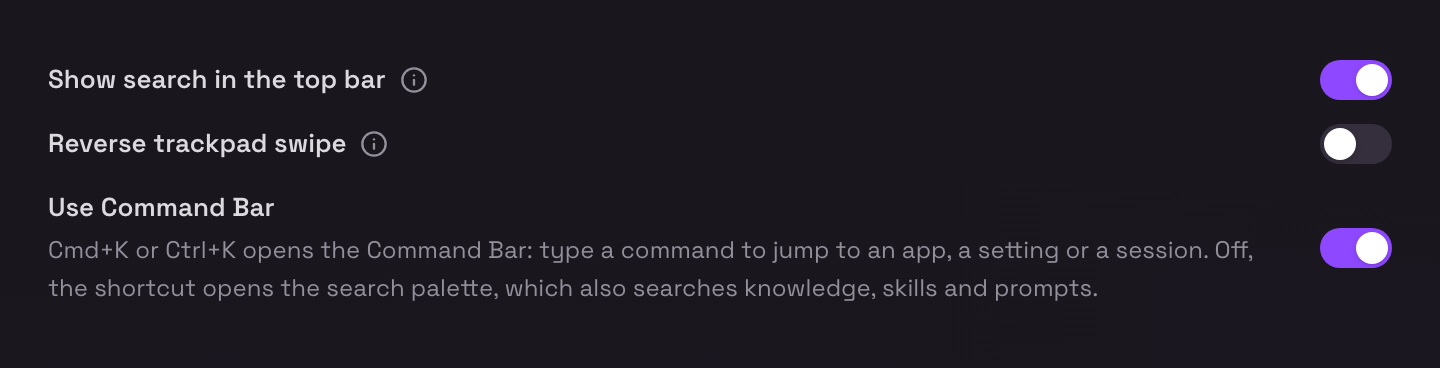 Show search in the top bar
Reverse trackpad swipe
Use Command Bar
Cmd+K or Ctrl+K opens the Command Bar: type a command to jump to an app, a setting or a session. Off,
the shortcut opens the search palette, which also searches knowledge, skills and prompts.